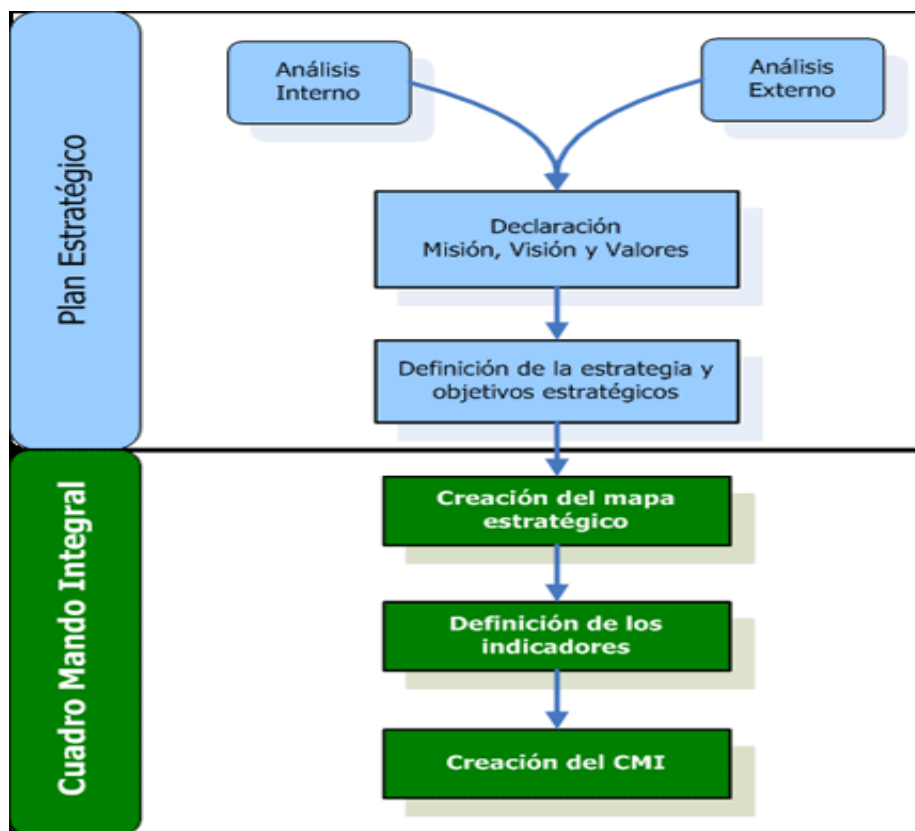 Plan Estratégico
Análisis
Interno
Análisis
Externo
Declaración
Misión, Visión y Valores
Definición de la estrategia y
objetivos estratégicos
Cuadro Mando Integral
Creación del mapa
estratégico
Definición de los
indicadores
Creación del CMI